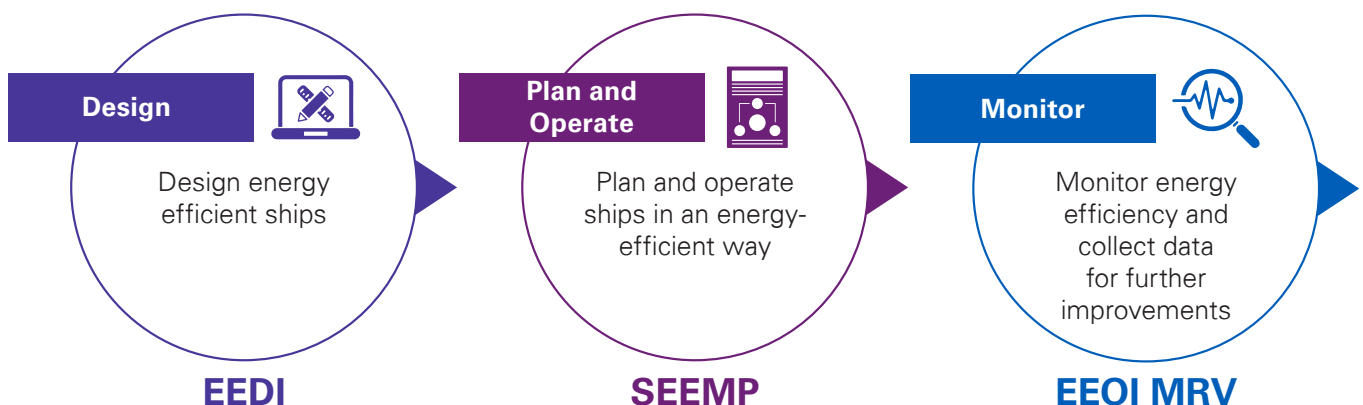 Design
Design energy
efficient ships
EEDI
Plan and
Operate
Plan and operate
ships in an energy-
efficient way
SEEMP
Monitor
Monitor energy
efficiency and
collect data
for further
improvements
EEOI MRV